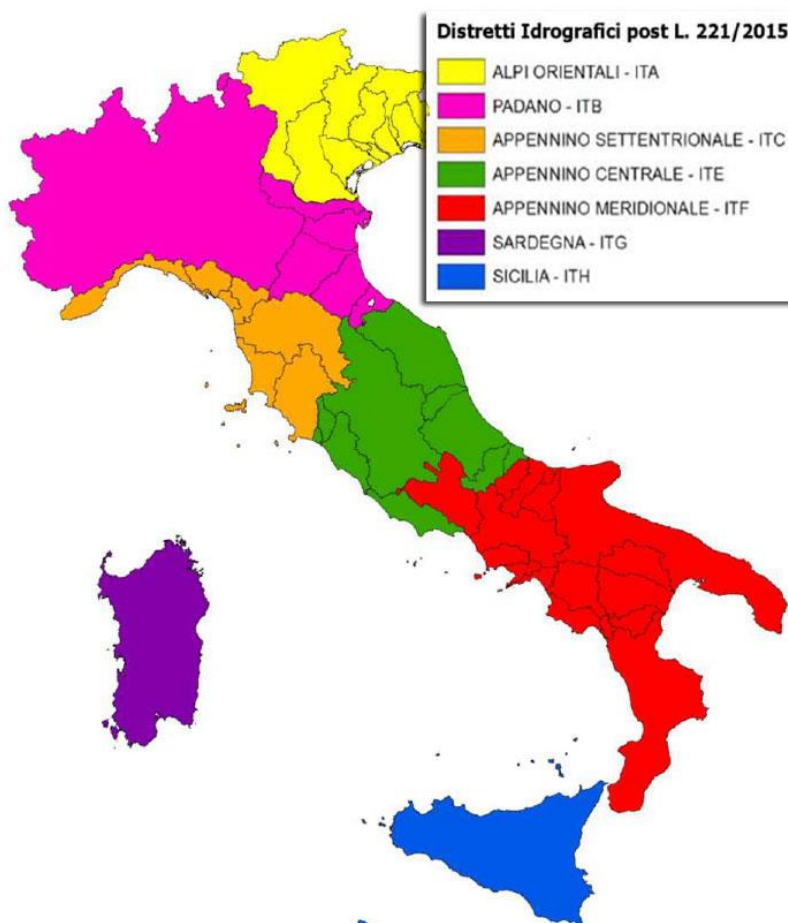 Distretti Idrografici post L. 221/2015
ALPI ORIENTALI - ITA
PADANO - ITB
APPENNINO SETTENTRIONALE - ITC
APPENNINO CENTRALE - ITE
APPENNINO MERIDIONALE - ITF
SARDEGNA - ITG
SICILIA - ITH